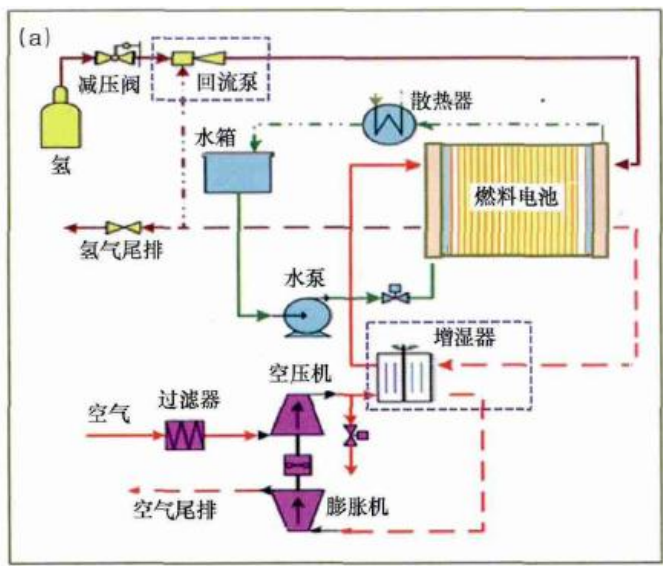 (a)
减压阀
回流泵
氢
散热器
水箱
燃料电池
氢气尾排
水泵
增湿器
空压机
过滤器
空气
空气尾排
膨胀机